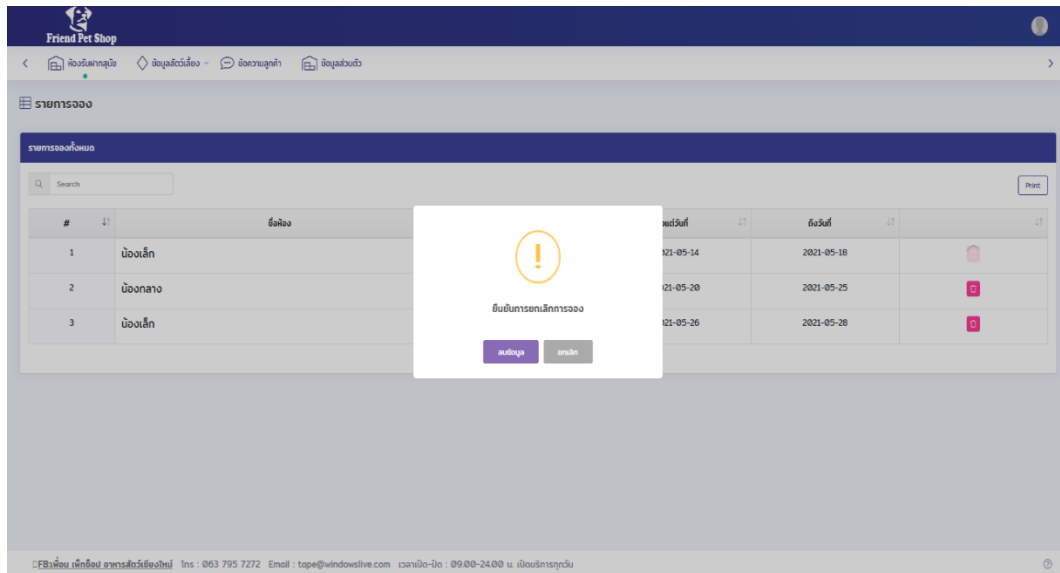 Friend Pet Shop
ห้องรับฝากสุนัข ข้อมูลสัตว์เลี้ยง ข้อความลูกค้า ข้อมูลส่วนตัว
รายการจอง
รายการจองทั้งหมด
Search Print
# ชื่อห้อง ถึงวันที่
1 น้องเล็ก 21-05-14 2021-05-18
2 น้องกลาง 21-05-20 2021-05-25
3 น้องเล็ก 21-05-26 2021-05-28
ยืนยันการยกเลิกการจอง
ลบข้อมูล ยกเลิก
FB:เพื่อน เพ็ทช็อป อาหารสัตว์เชียงใหม่ โทร : 063 795 7272 Email : tape@windowslive.com เวลาเปิด-ปิด : 09.00-24.00 น. เปิดบริการทุกวัน